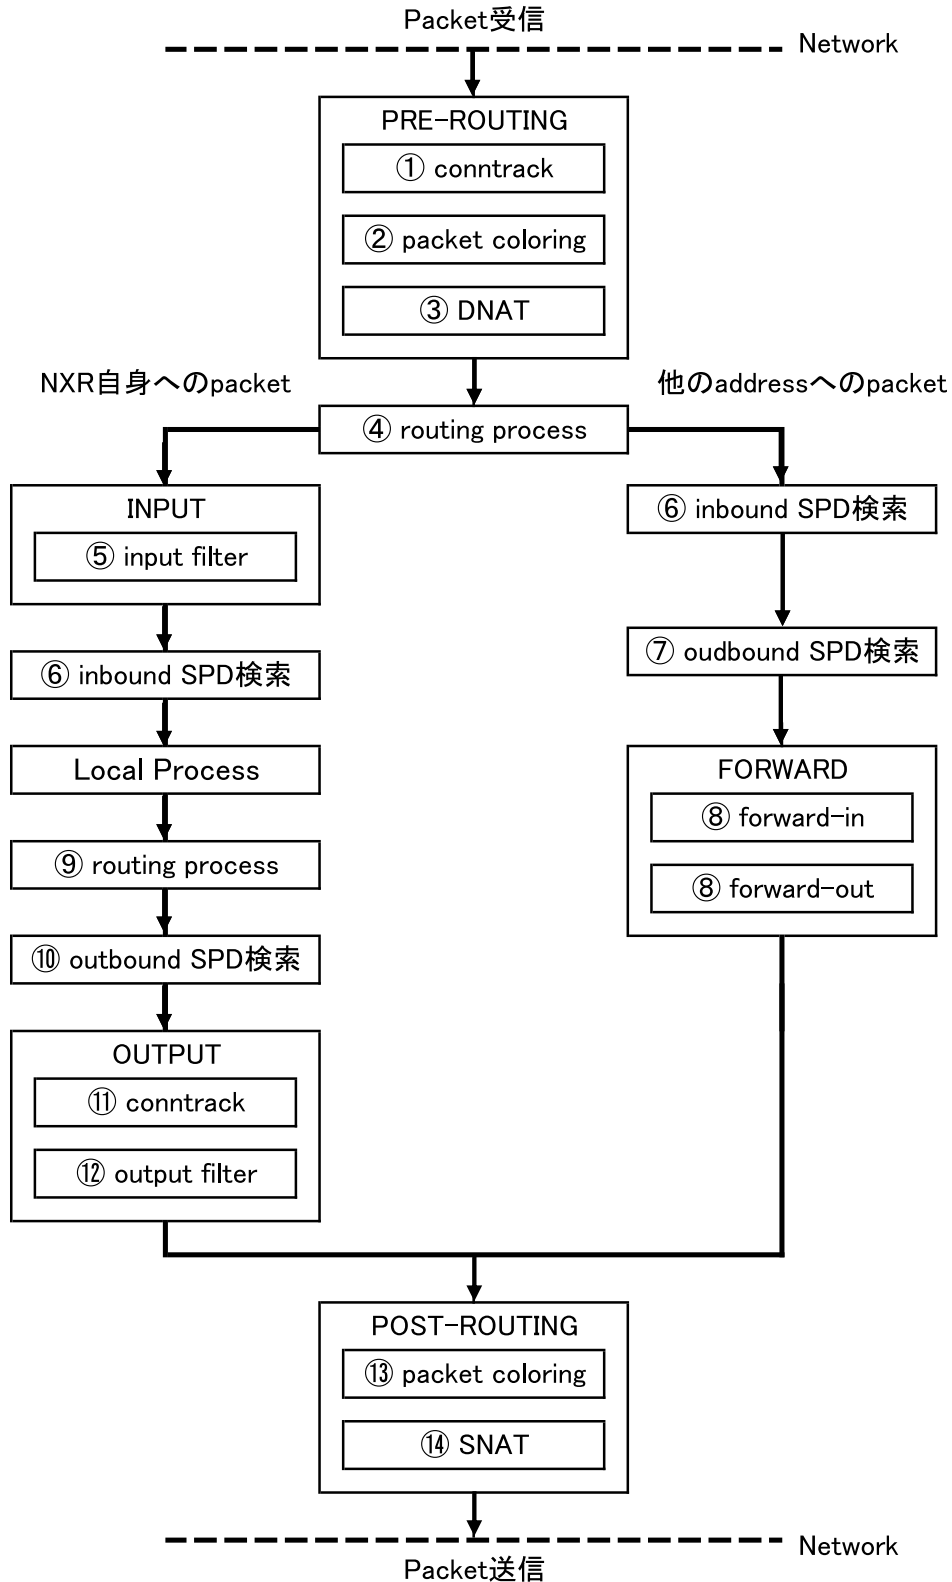 Packet受信
Network
PRE-ROUTING
① conntrack
② packet coloring
③ DNAT
NXR自身へのpacket
他のaddressへのpacket
④ routing process
INPUT
⑤ input filter
⑥ inbound SPD検索
Local Process
⑨ routing process
⑩ outbound SPD検索
OUTPUT
⑪ conntrack
⑫ output filter
⑥ inbound SPD検索
⑦ oudbound SPD検索
FORWARD
⑧ forward-in
⑧ forward-out
POST-ROUTING
⑬ packet coloring
⑭ SNAT
Network
Packet送信